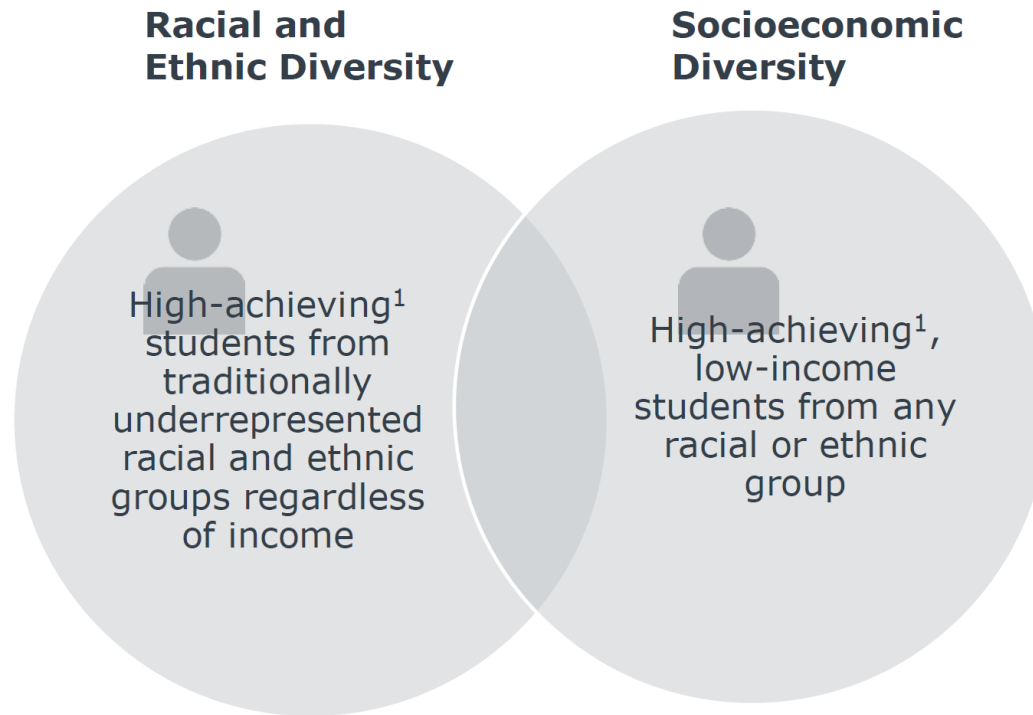 Racial and
Ethnic Diversity
Socioeconomic
Diversity
High-achieving¹
students from
traditionally
underrepresented
racial and ethnic
groups regardless
of income
High-achieving¹,
low-income
students from any
racial or ethnic
group